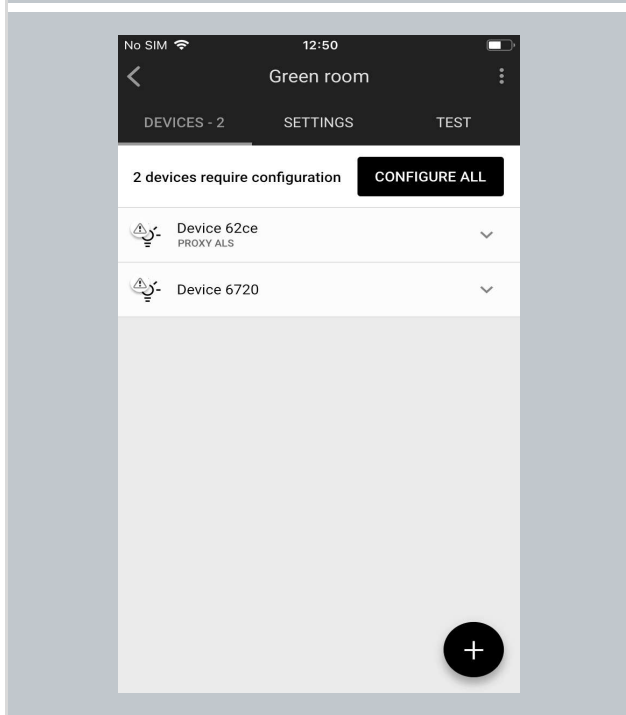 No SIM 12:50
Green room
DEVICES - 2 SETTINGS TEST
2 devices require configuration CONFIGURE ALL
Device 62ce
PROXY ALS
Device 6720